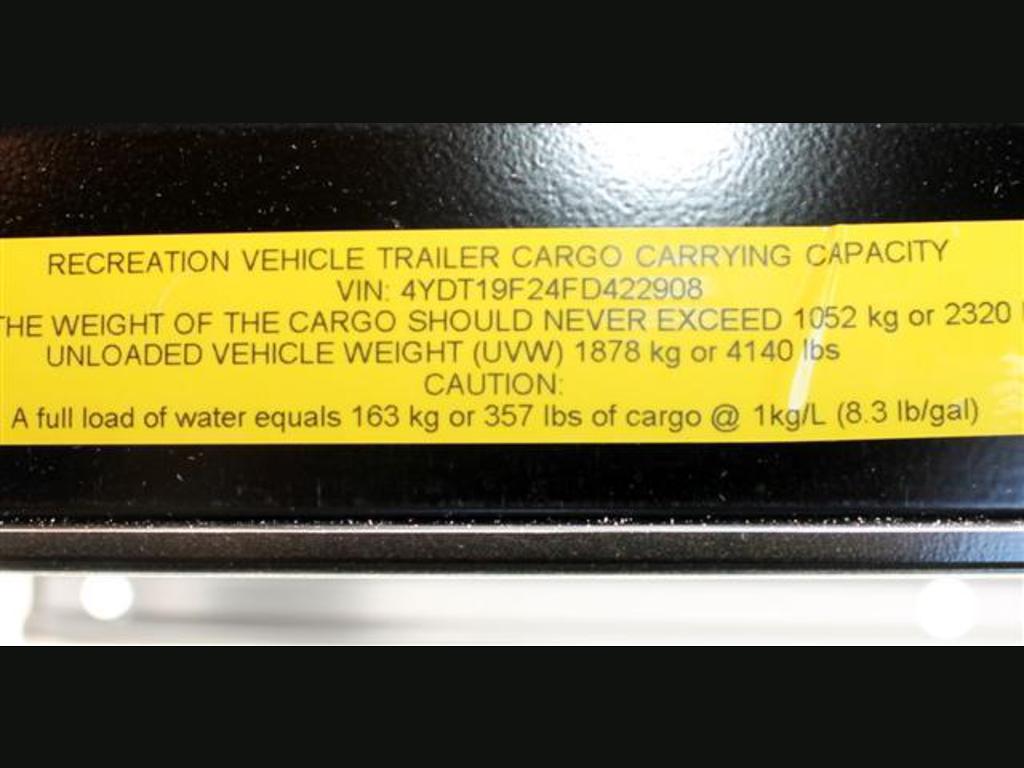 RECREATION VEHICLE TRAILER CARGO CARRYING CAPACITY
VIN: 4YDT19F24FD422908
THE WEIGHT OF THE CARGO SHOULD NEVER EXCEED 1052 kg or 2320
UNLOADED VEHICLE WEIGHT (UVW) 1878 kg or 4140 lbs
CAUTION:
A full load of water equals 163 kg or 357 lbs of cargo @ 1kg/L (8.3 lb/gal)